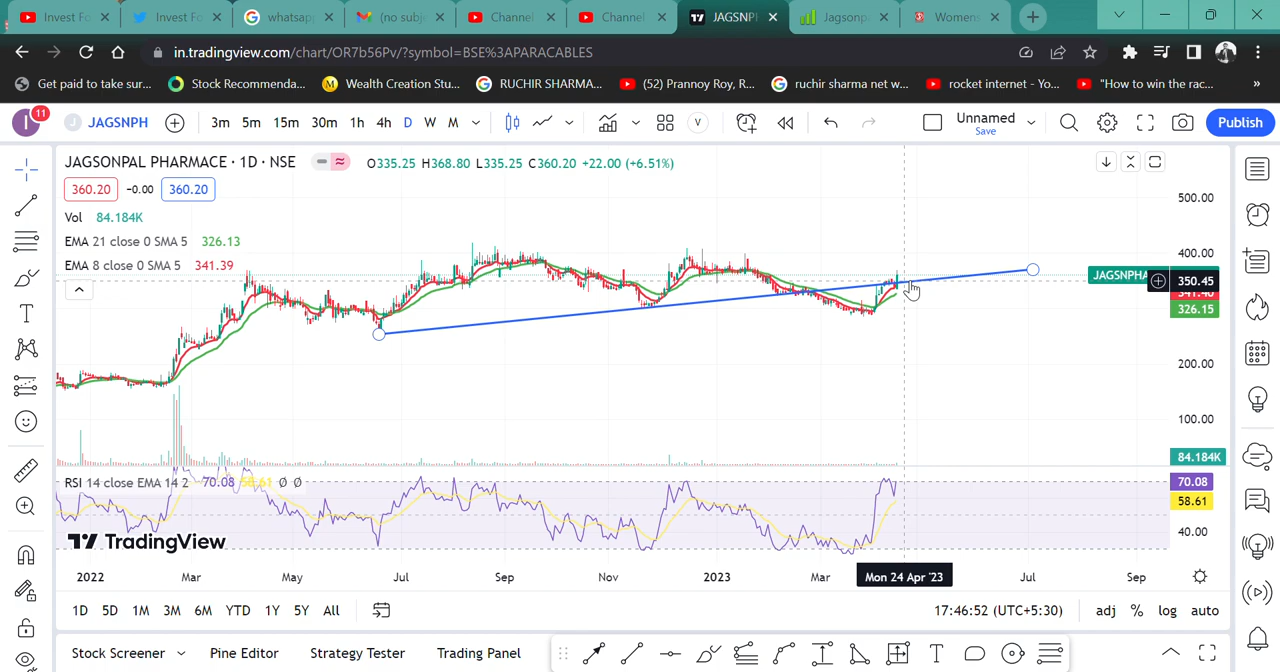 Invest Fo
Invest Fo
whatsap
(no subj
Channel
Channel
JAGSNPI
Jagsonpa
Womens
in.tradingview.com/chart/OR7b56Pv/?symbol=BSE%3APARACABLES
Get paid to take sur...
Stock Recommenda...
Wealth Creation Stu...
RUCHIR SHARMA...
(52) Prannoy Roy, R...
ruchir sharma net w...
rocket internet - Yo...
"How to win the rac...
»
I
11
J
JAGSNPH
3m 5m 15m 30m 1h 4h D W M
V
Unnamed
Save
Publish
JAGSONPAL PHARMACE · 1D · NSE
O335.25 H368.80 L335.25 C360.20 +22.00 (+6.51%)
360.20 -0.00 360.20
Vol 84.184K
EMA 21 close 0 SMA 5 326.13
EMA 8 close 0 SMA 5 341.39
500.00
400.00
JAGSNPHA
350.45
341.40
326.15
200.00
100.00
84.184K
RSI 14 close EMA 14 2 70.08 58.61 Ø Ø
70.08
58.61
40.00
TradingView
2022 Mar May Jul Sep Nov 2023 Mar Mon 24 Apr '23 Jul Sep
1D 5D 1M 3M 6M YTD 1Y 5Y All
17:46:52 (UTC+5:30) adj % log auto
Stock Screener Pine Editor Strategy Tester Trading Panel